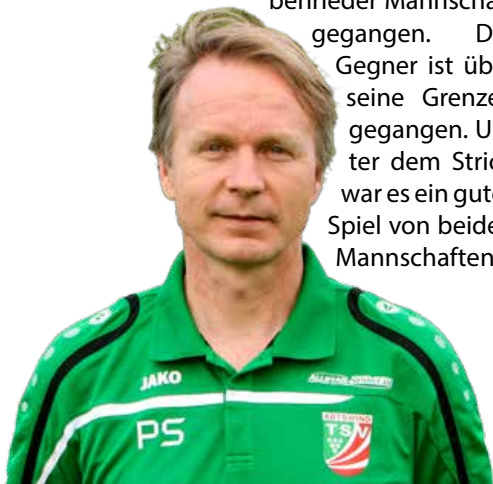 Mannscha
gegangen. D
Gegner ist üb
seine Grenze
gegangen. U
ter dem Stric
war es ein gute
Spiel von beide
Mannschaften
JAKO
PS
ABTSWIND
TSV